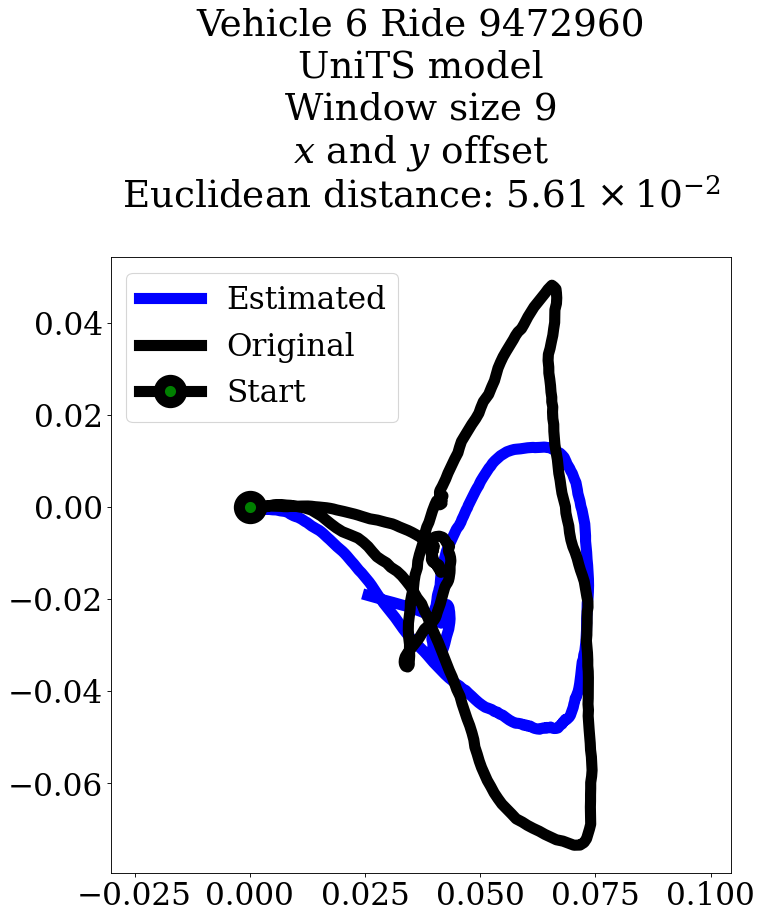 Vehicle 6 Ride 9472960
UniTS model
Window size 9
x and y offset
Euclidean distance: 5.61 × 10⁻²
Estimated
Original
Start
0.04
0.02
0.00
−0.02
−0.04
−0.06
−0.025 0.000 0.025 0.050 0.075 0.100